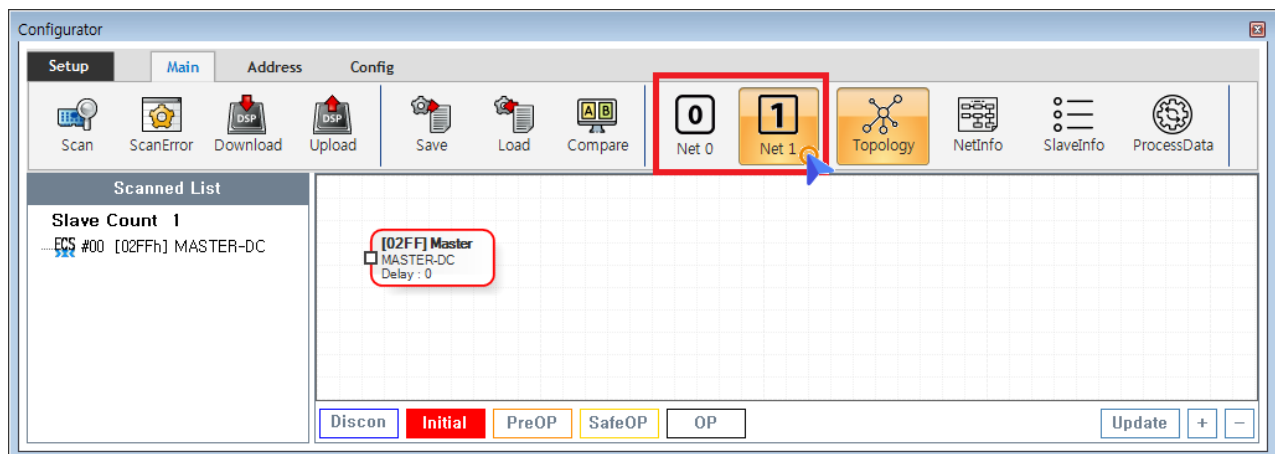 Configurator
Setup Main Address Config
DSP DSP A B 0 1
Scan ScanError Download Upload Save Load Compare Net 0 Net 1 Topology NetInfo SlaveInfo ProcessData
Scanned List
Slave Count 1
ECS #00 [02FFh] MASTER-DC
[02FF] Master
MASTER-DC
Delay : 0
Discon Initial PreOP SafeOP OP Update + −